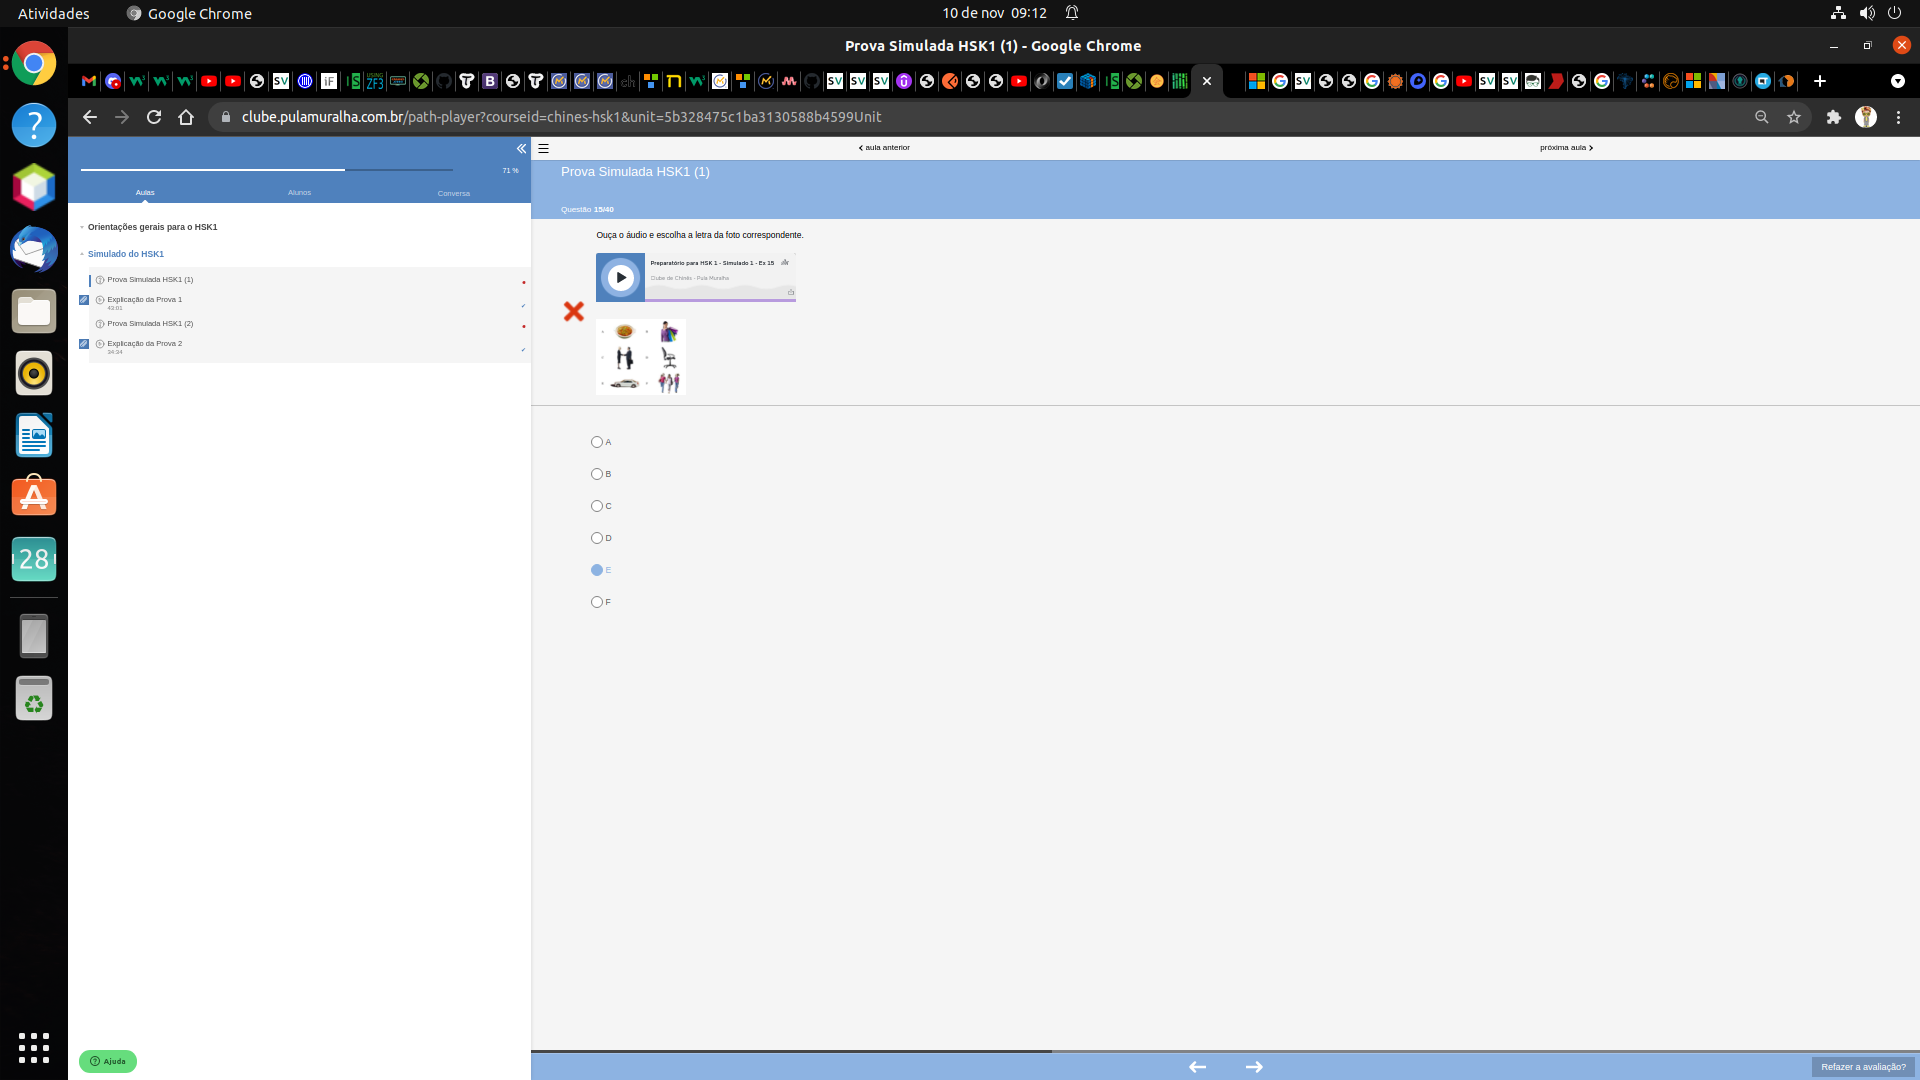 Atividades
Google Chrome
10 de nov 09:12
Prova Simulada HSK1 (1) - Google Chrome
clube.pulamuralha.com.br/path-player?courseid=chines-hsk1&unit=5b328475c1ba3130588b4599Unit
71 %
Aulas
Alunos
Conversa
Orientações gerais para o HSK1
Simulado do HSK1
Prova Simulada HSK1 (1)
Explicação da Prova 1
43:01
Prova Simulada HSK1 (2)
Explicação da Prova 2
34:34
Ajuda
28
aula anterior
próxima aula
Prova Simulada HSK1 (1)
Questão 15/40
Ouça o áudio e escolha a letra da foto correspondente.
Preparatório para HSK 1 - Simulado 1 - Ex 15
Clube de Chinês - Pula Muralha
A
B
C
D
E
F
Refazer a avaliação?